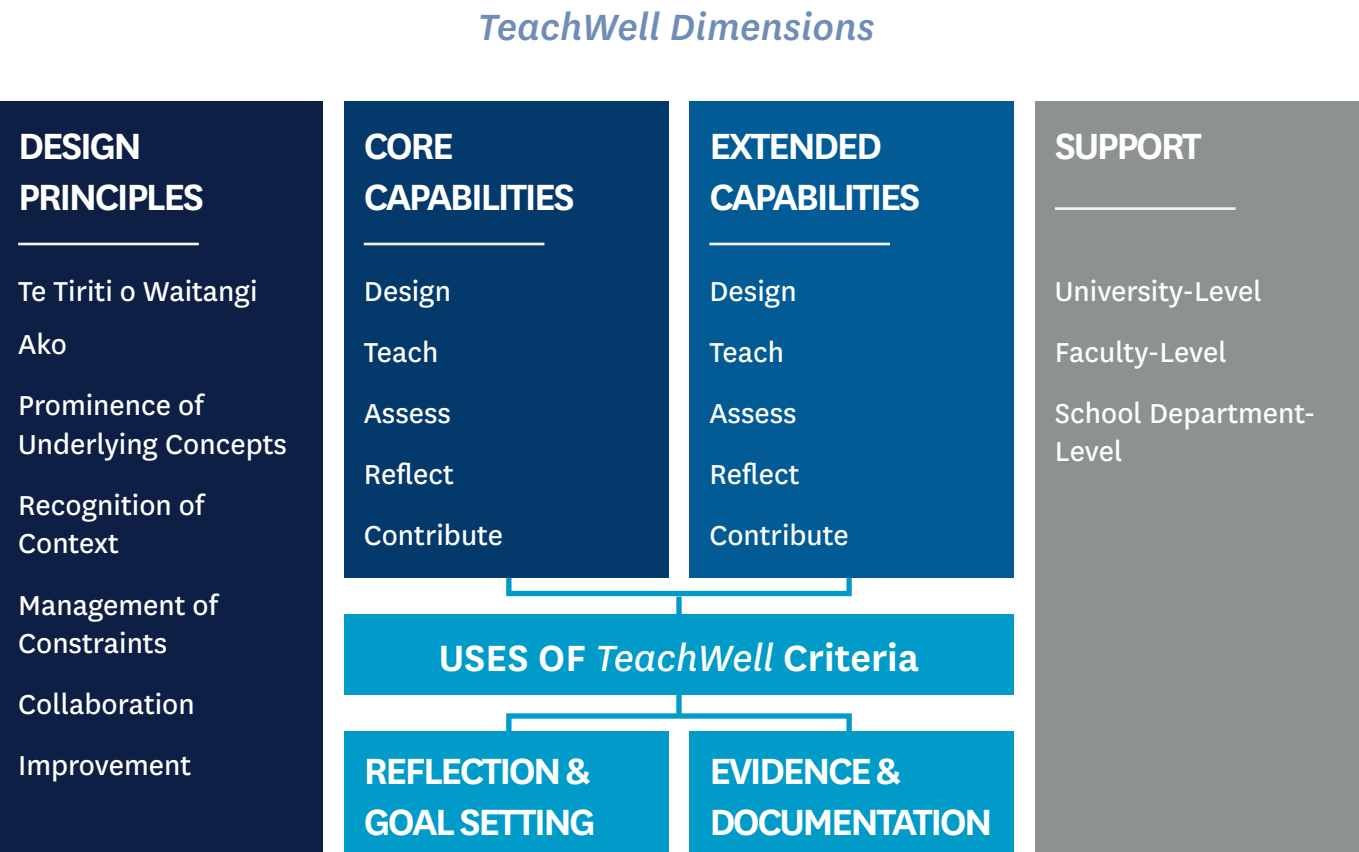 TeachWell Dimensions
DESIGN
PRINCIPLES
Te Tiriti o Waitangi
Ako
Prominence of
Underlying Concepts
Recognition of
Context
Management of
Constraints
Collaboration
Improvement
CORE
CAPABILITIES
Design
Teach
Assess
Reflect
Contribute
EXTENDED
CAPABILITIES
Design
Teach
Assess
Reflect
Contribute
USES OF TeachWell Criteria
REFLECTION &
GOAL SETTING
EVIDENCE &
DOCUMENTATION
SUPPORT
University-Level
Faculty-Level
School Department-
Level